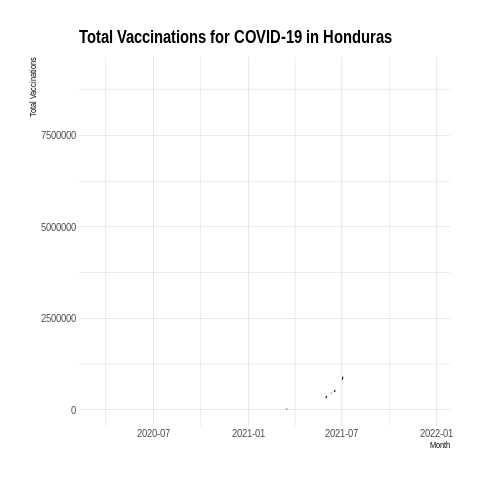 Total Vaccinations for COVID-19 in Honduras
Total Vaccinations
7500000
5000000
2500000
0
2020-07
2021-01
2021-07
2022-01
Month